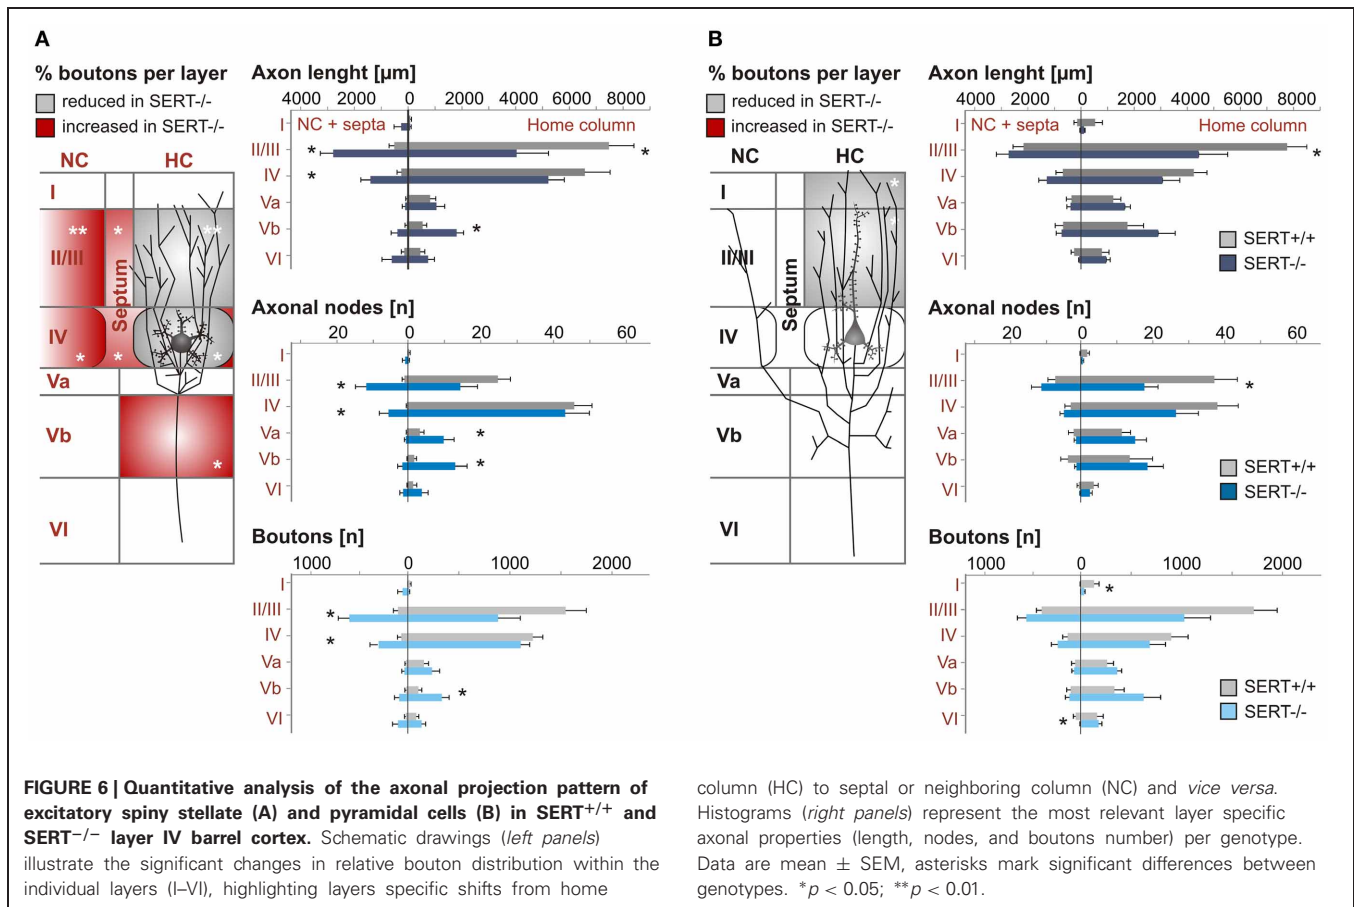 A
% boutons per layer
reduced in SERT-/-
increased in SERT-/-
NC HC
I
** * **
II/III
Septum
IV
* * *
Va
Vb
*
VI
Axon lenght [µm]
4000 2000 0 2000 4000 6000 8000
NC + septa Home column
I
* II/III *
* IV
Va
Vb *
VI
Axonal nodes [n]
20 0 20 40 60
I
II/III *
IV *
Va *
Vb *
VI
Boutons [n]
1000 0 1000 2000
I
II/III *
IV *
Va
Vb *
VI
B
% boutons per layer
reduced in SERT-/-
increased in SERT-/-
NC HC
I *
*
II/III
Septum
IV
Va
Vb
VI
Axon lenght [µm]
4000 2000 0 2000 4000 6000 8000
NC + septa Home column
I
II/III *
IV
Va
Vb
VI
SERT+/+
SERT-/-
Axonal nodes [n]
20 0 20 40 60
I
II/III *
IV
Va
Vb
VI
SERT+/+
SERT-/-
Boutons [n]
1000 0 1000 2000
I *
II/III
IV
Va
Vb
VI *
SERT+/+
SERT-/-
FIGURE 6 | Quantitative analysis of the axonal projection pattern of
excitatory spiny stellate (A) and pyramidal cells (B) in SERT+/+ and
SERT−/− layer IV barrel cortex. Schematic drawings (left panels)
illustrate the significant changes in relative bouton distribution within the
individual layers (I–VI), highlighting layers specific shifts from home
column (HC) to septal or neighboring column (NC) and vice versa.
Histograms (right panels) represent the most relevant layer specific
axonal properties (length, nodes, and boutons number) per genotype.
Data are mean ± SEM, asterisks mark significant differences between
genotypes. *p < 0.05; **p < 0.01.